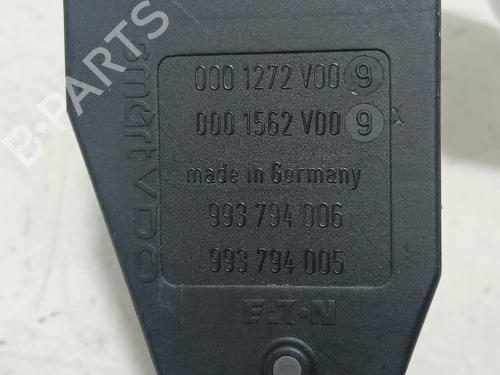 000 1272 V00 9
000 1562 V00 9
made in Germany
993 794 006
993 794 005
EATON
smart VDO
B-PARTS